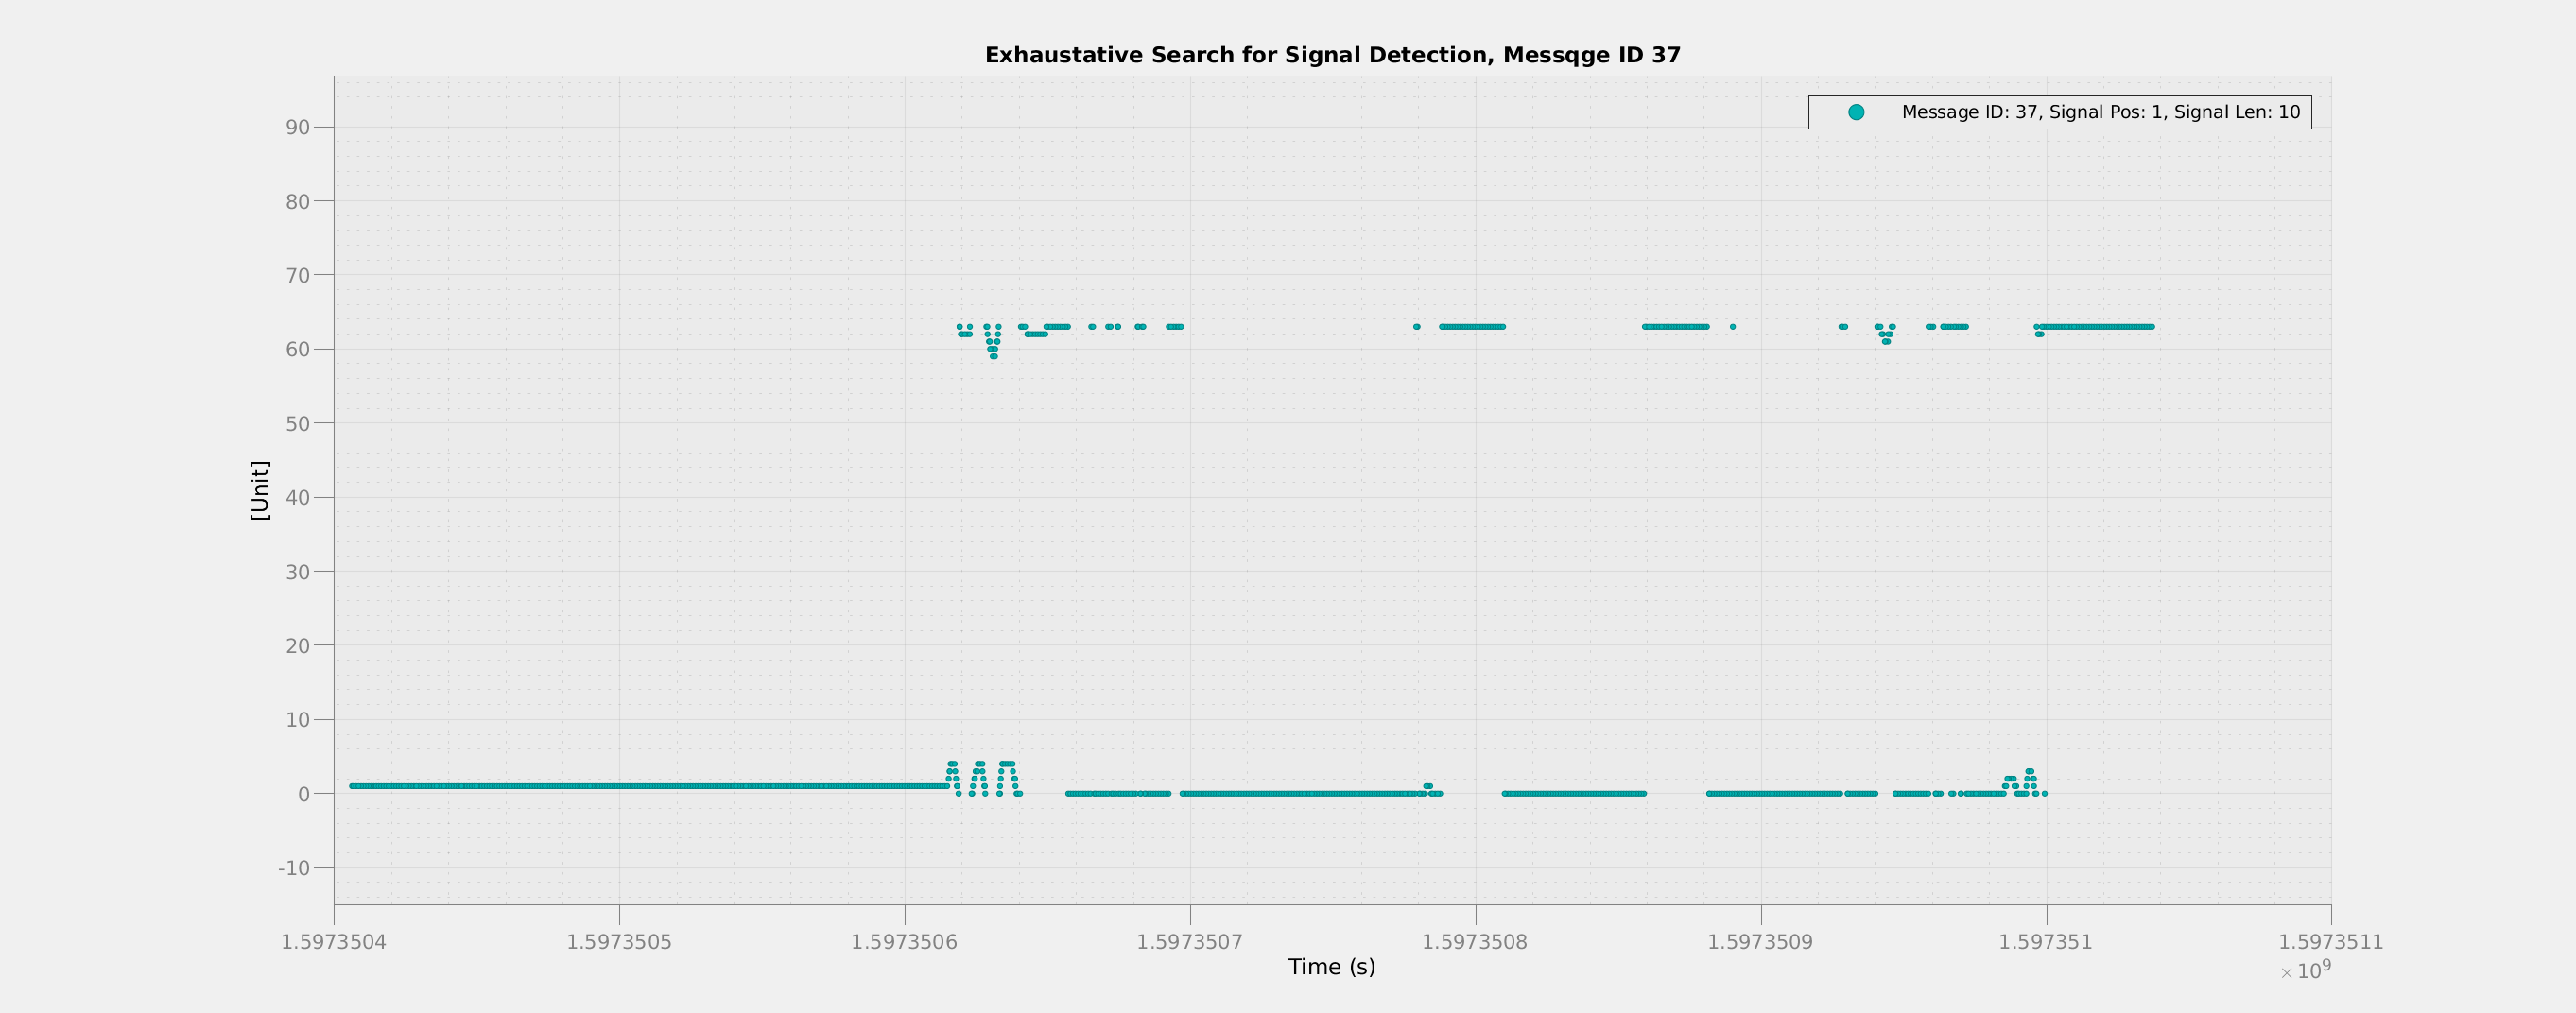 Exhaustative Search for Signal Detection, Messqge ID 37
Message ID: 37, Signal Pos: 1, Signal Len: 10
90
80
70
60
50
40
30
20
10
0
-10
[Unit]
1.5973504 1.5973505 1.5973506 1.5973507 1.5973508 1.5973509 1.597351 1.5973511
Time (s)
× 10⁹